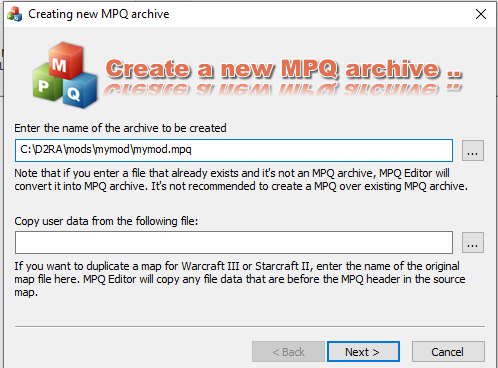 Creating new MPQ archive
M
P
Q
Create a new MPQ archive ..
Enter the name of the archive to be created
C:\D2RA\mods\mymod\mymod.mpq
...
Note that if you enter a file that already exists and it's not an MPQ archive, MPQ Editor will
convert it into MPQ archive. It's not recommended to create a MPQ over existing MPQ archive.
Copy user data from the following file:
...
If you want to duplicate a map for Warcraft III or Starcraft II, enter the name of the original
map file here. MPQ Editor will copy any file data that are before the MPQ header in the source
map.
< Back
Next >
Cancel